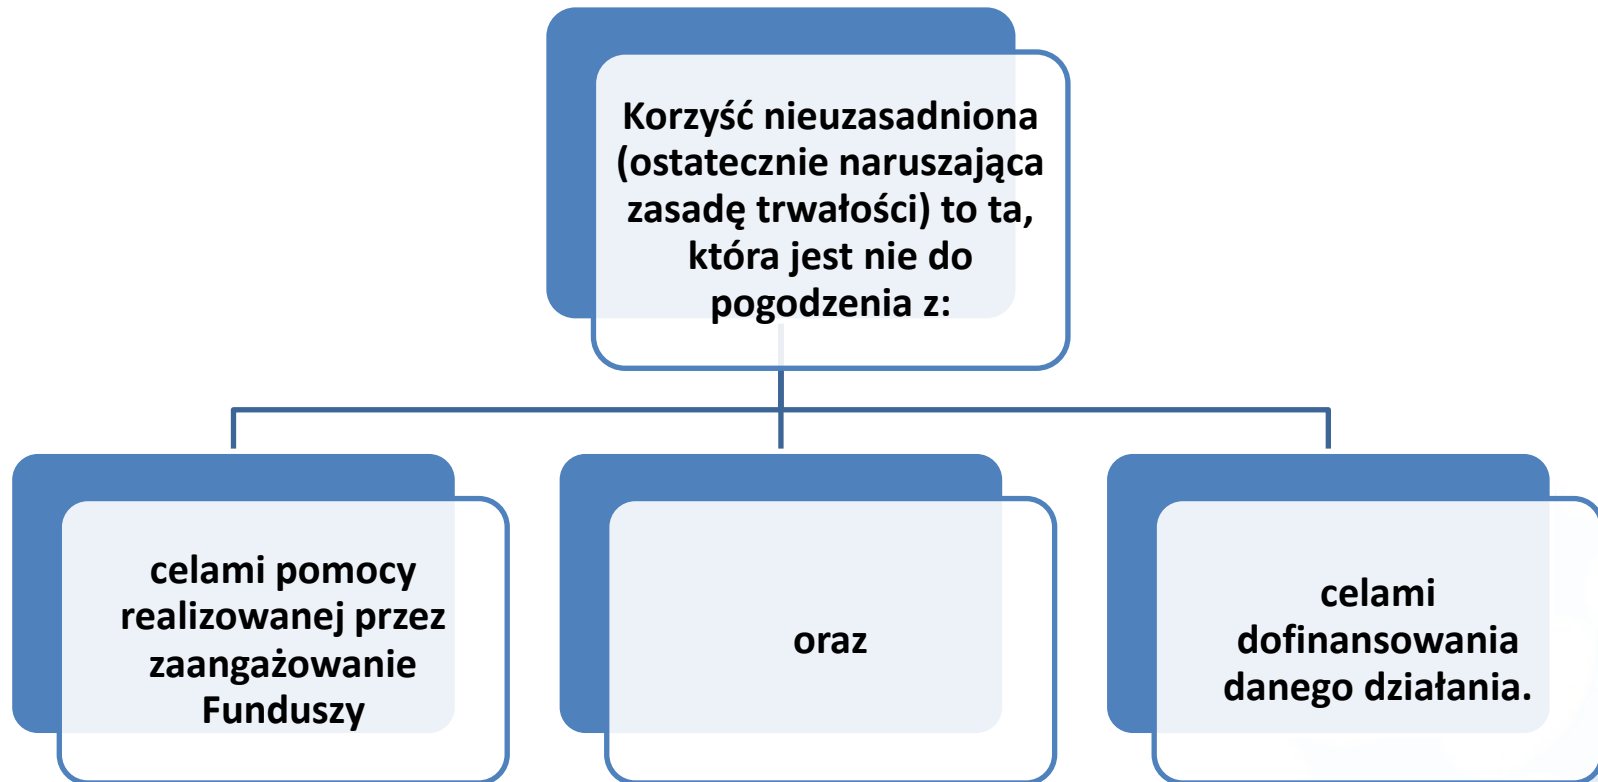 Korzyść nieuzasadniona
(ostatecznie naruszająca
zasadę trwałości) to ta,
która jest nie do
pogodzenia z:
celami pomocy
realizowanej przez
zaangażowanie
Funduszy
oraz
celami
dofinansowania
danego działania.